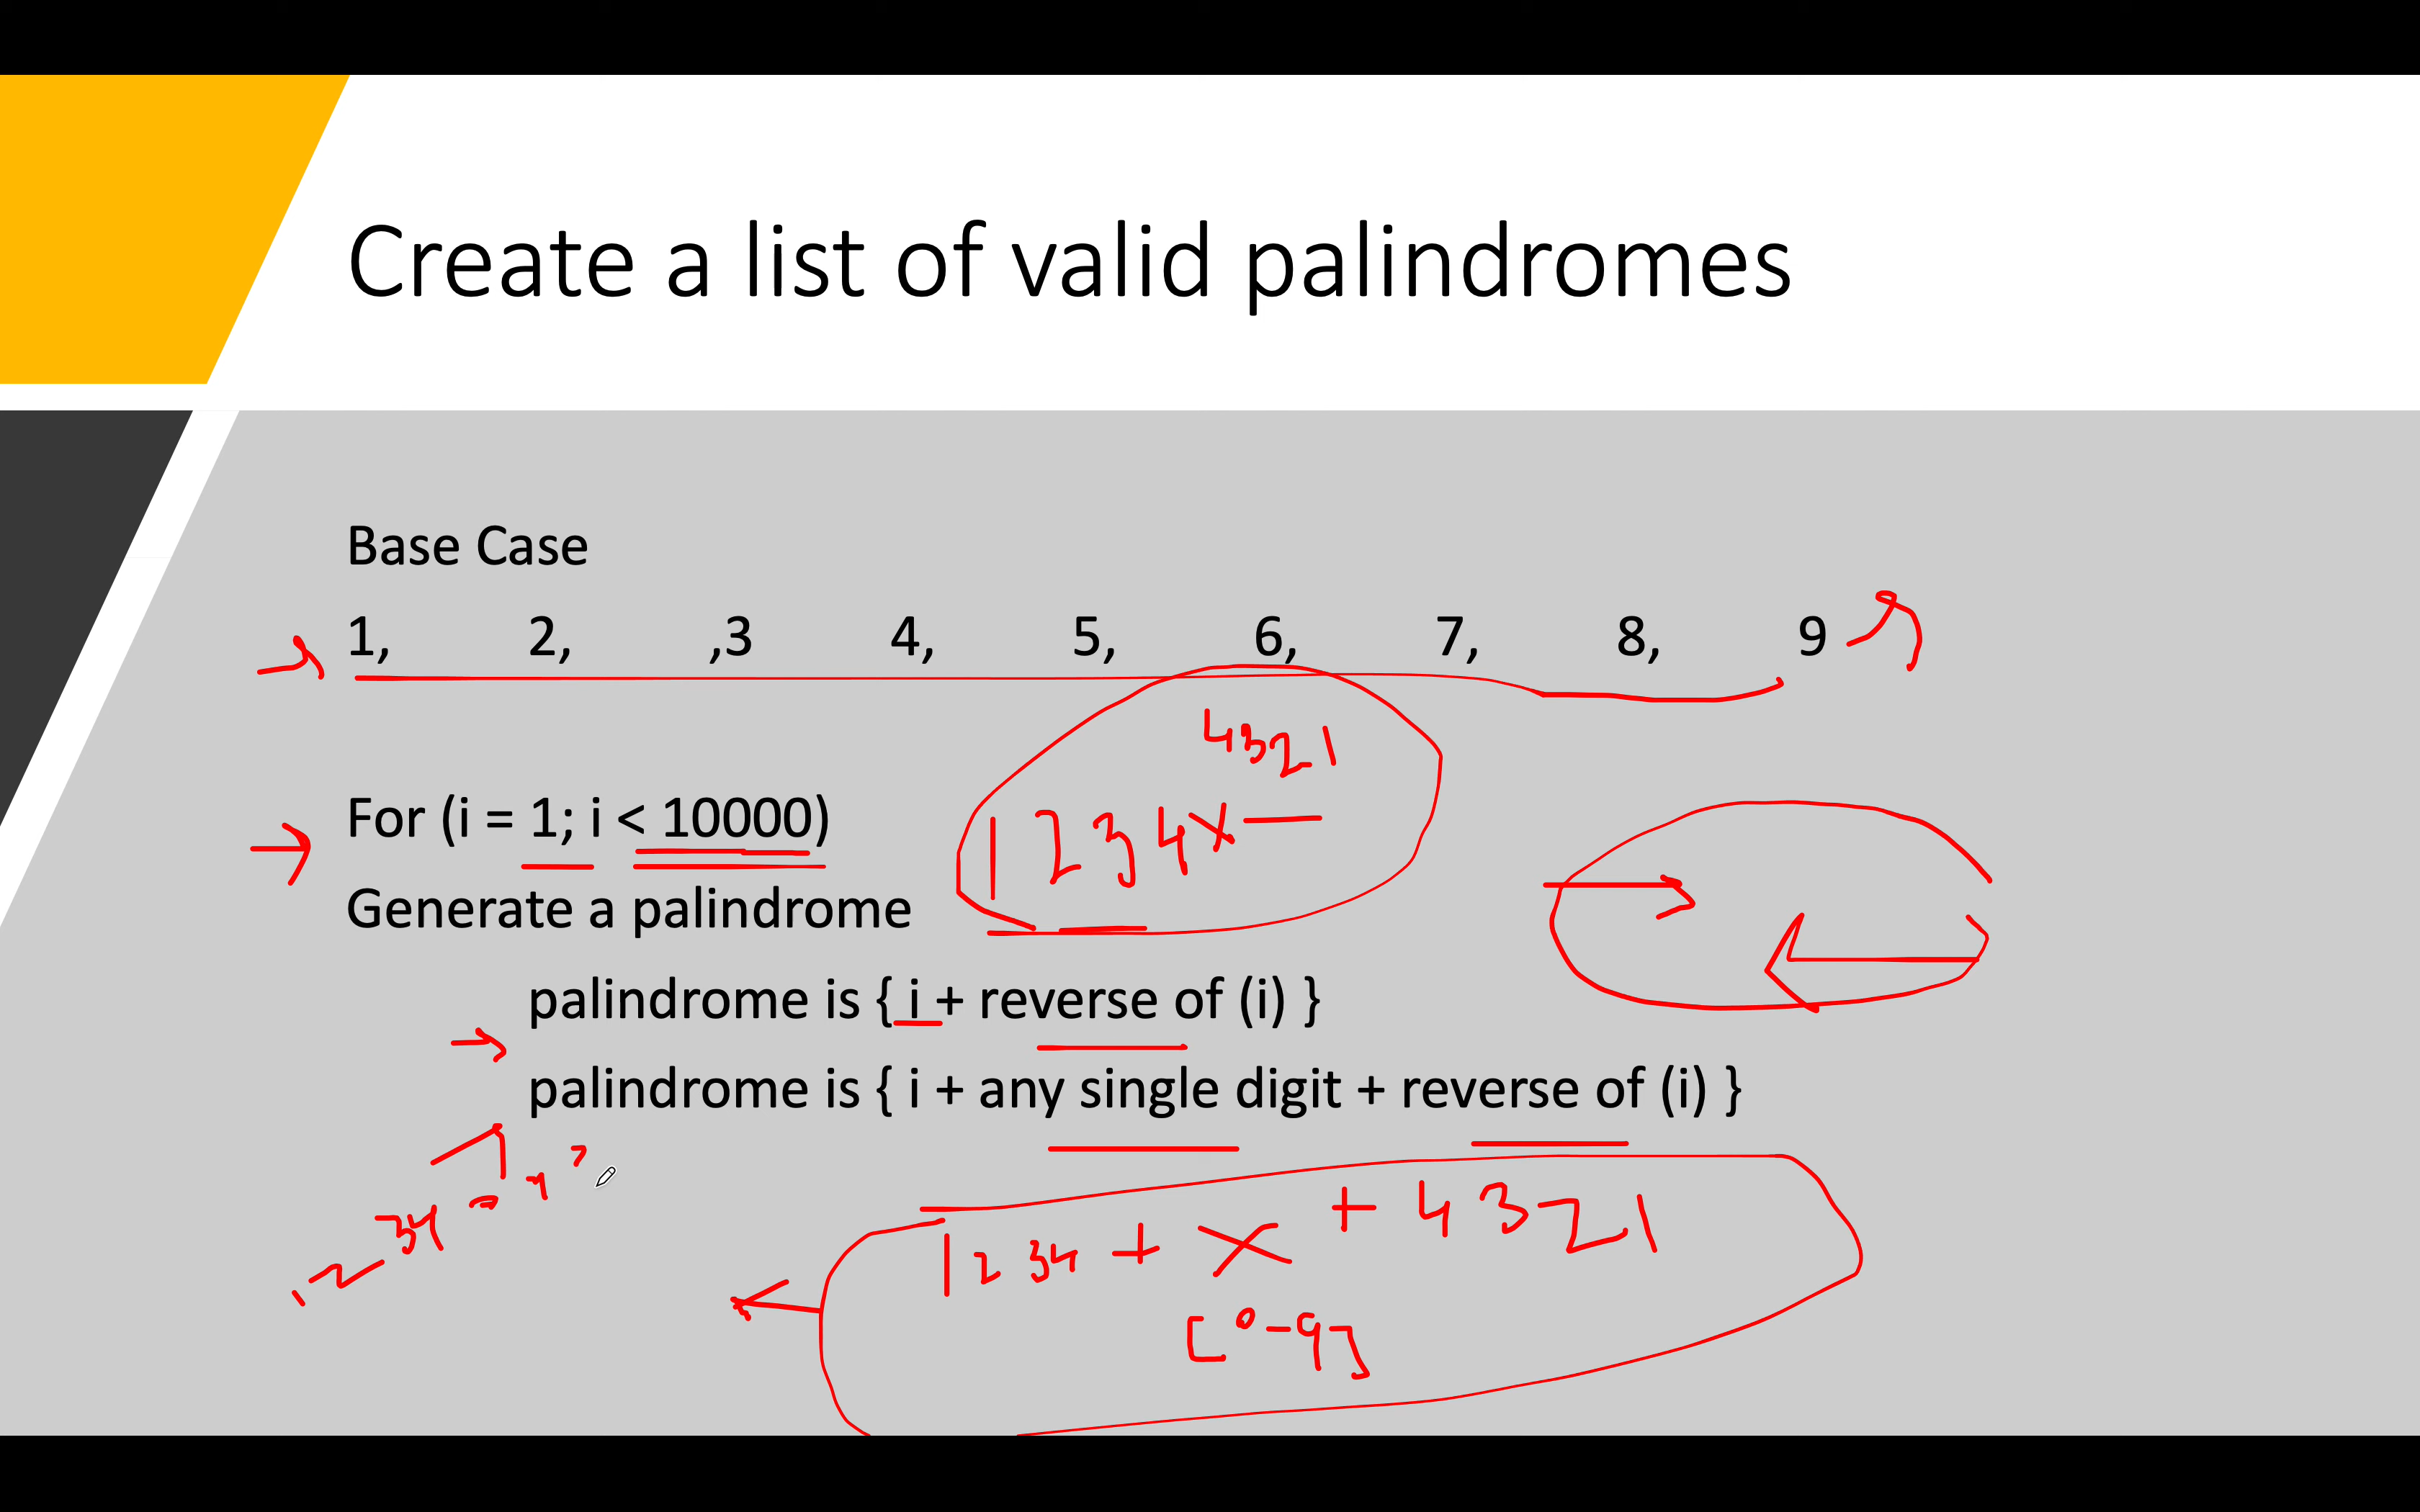 Create a list of valid palindromes
Base Case
1, 2, ,3 4, 5, 6, 7, 8, 9
4321
For (i = 1; i < 10000)
1234x
Generate a palindrome
palindrome is { i + reverse of (i) }
palindrome is { i + any single digit + reverse of (i) }
1234 + x + 4321
[0-9]